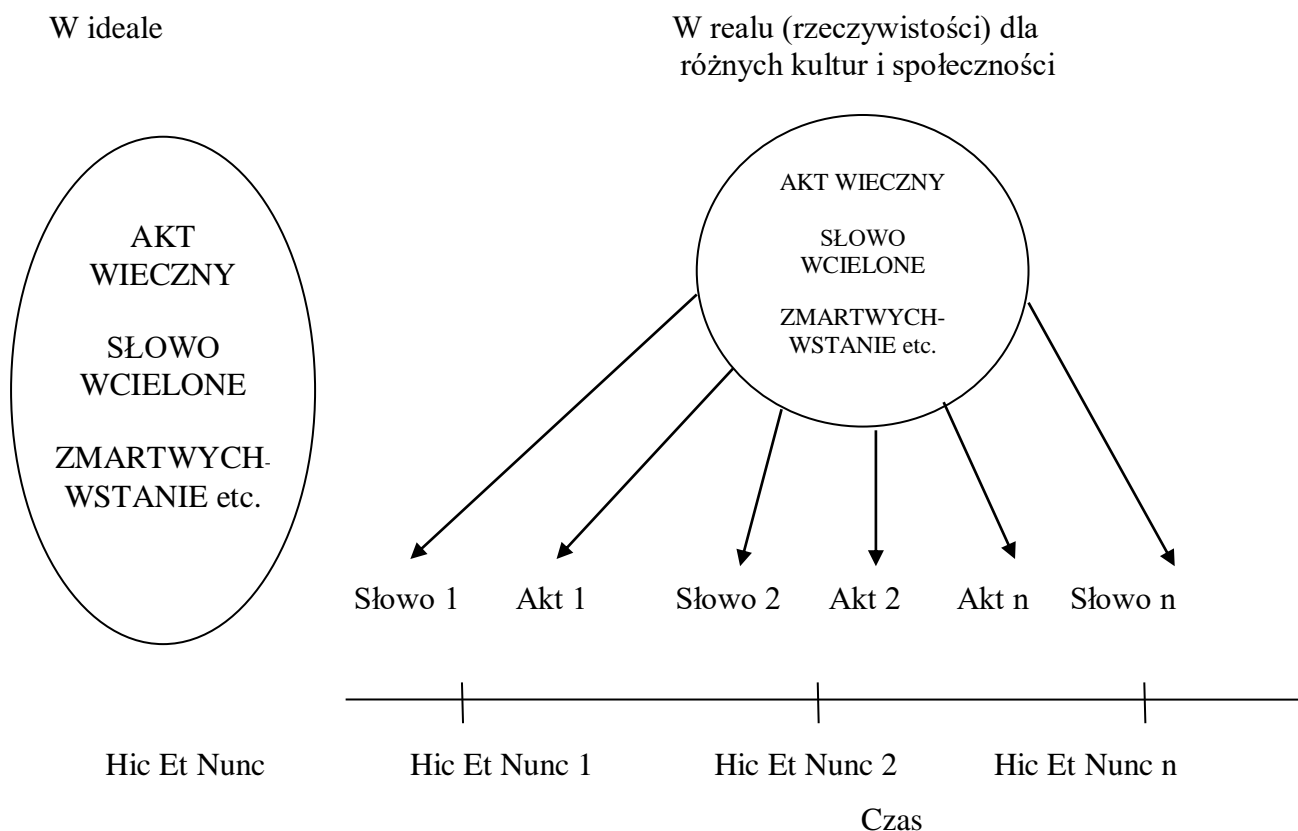 W ideale
W realu (rzeczywistości) dla
różnych kultur i społeczności
AKT
WIECZNY
SŁOWO
WCIELONE
ZMARTWYCH-
WSTANIE etc.
AKT WIECZNY
SŁOWO
WCIELONE
ZMARTWYCH-
WSTANIE etc.
Słowo 1 Akt 1 Słowo 2 Akt 2 Akt n Słowo n
Hic Et Nunc Hic Et Nunc 1 Hic Et Nunc 2 Hic Et Nunc n
Czas